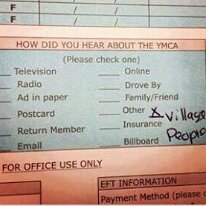 F F
F F
HOW DID YOU HEAR ABOUT THE YMCA
(Please check one)
Television Online
Radio Drove By
Ad in paper Family/Friend
Postcard Other X Village People
Return Member Insurance
Email Billboard
FOR OFFICE USE ONLY
EFT INFORMATION
Payment Method (please